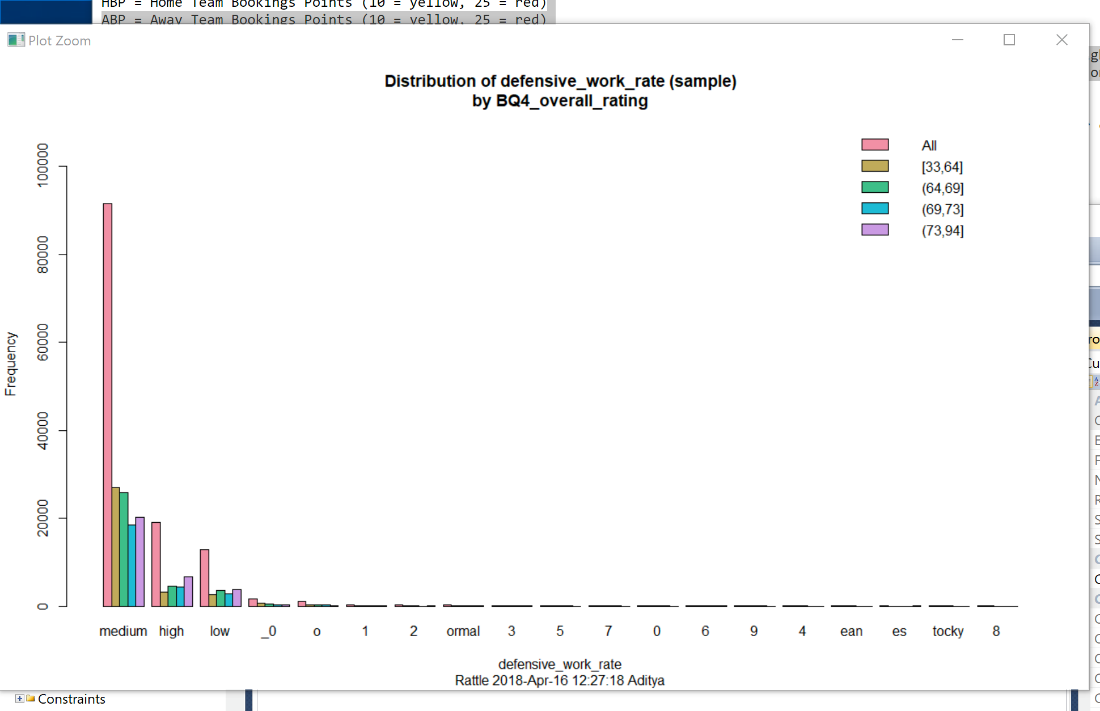 HBP = Home Team Bookings Points (10 = yellow, 25 = red)
ABP = Away Team Bookings Points (10 = yellow, 25 = red)
Plot Zoom
Distribution of defensive_work_rate (sample)
by BQ4_overall_rating
All
[33,64]
(64,69]
(69,73]
(73,94]
Frequency
100000
80000
60000
40000
20000
0
medium high low _0 o 1 2 ormal 3 5 7 0 6 9 4 ean es tocky 8
defensive_work_rate
Rattle 2018-Apr-16 12:27:18 Aditya
Constraints